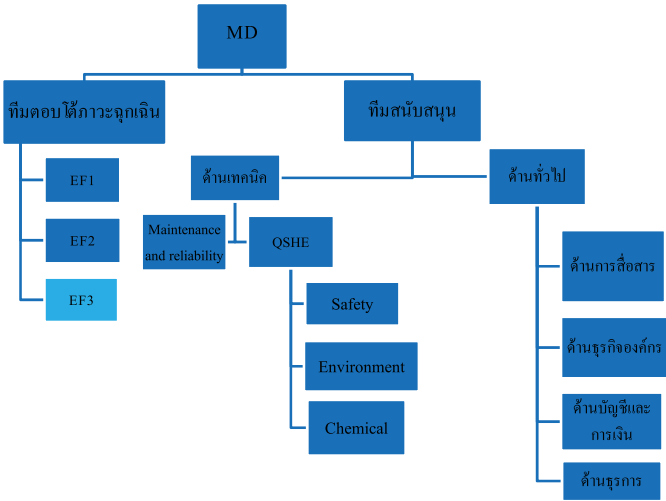 MD
ทีมตอบโต้ภาวะฉุกเฉิน
EF1
EF2
EF3
ทีมสนับสนุน
ด้านเทคนิค
Maintenance
and reliability
QSHE
Safety
Environment
Chemical
ด้านทั่วไป
ด้านการสื่อสาร
ด้านธุรกิจองค์กร
ด้านบัญชีและ
การเงิน
ด้านธุรการ